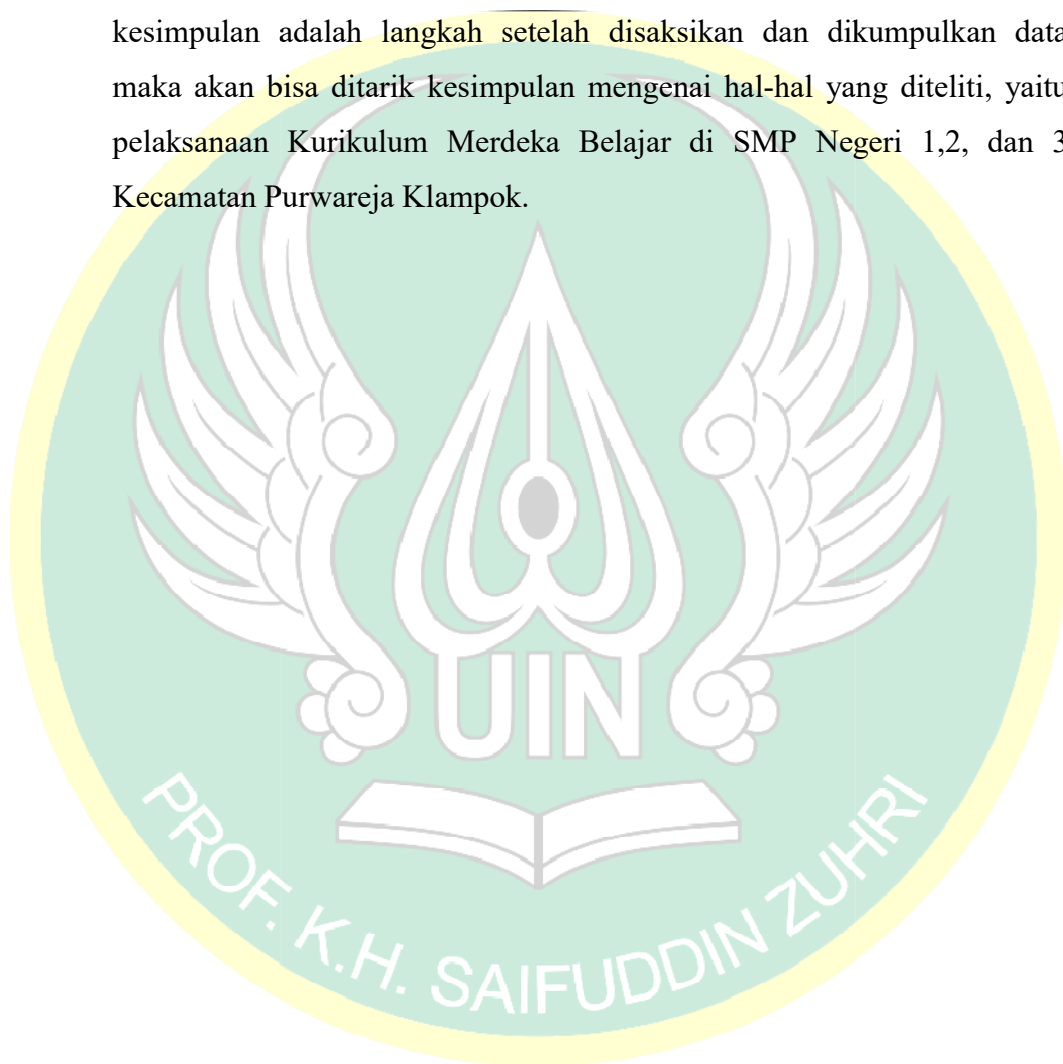 kesimpulan adalah langkah setelah disaksikan dan dikumpulkan data
maka akan bisa ditarik kesimpulan mengenai hal-hal yang diteliti, yaitu
pelaksanaan Kurikulum Merdeka Belajar di SMP Negeri 1,2, dan 3
Kecamatan Purwareja Klampok.
UIN
PROF. K.H. SAIFUDDIN ZUHRI